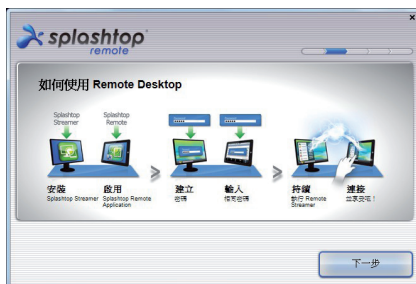 splashtop
remote
如何使用 Remote Desktop
Splashtop Streamer
Splashtop Remote
安裝
Splashtop Streamer
啟用
Splashtop Remote Application
建立
密碼
輸入
相同密碼
持續
執行 Remote Streamer
連接
並享受吧！
下一步